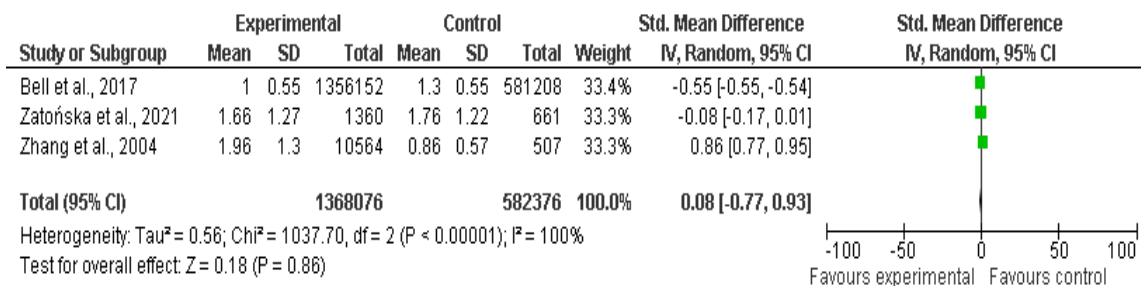 Experimental Control Std. Mean Difference Std. Mean Difference
Study or Subgroup Mean SD Total Mean SD Total Weight IV, Random, 95% CI IV, Random, 95% CI
Bell et al., 2017 1 0.55 1356152 1.3 0.55 581208 33.4% -0.55 [-0.55, -0.54]
Zatońska et al., 2021 1.66 1.27 1360 1.76 1.22 661 33.3% -0.08 [-0.17, 0.01]
Zhang et al., 2004 1.96 1.3 10564 0.86 0.57 507 33.3% 0.86 [0.77, 0.95]
Total (95% CI) 1368076 582376 100.0% 0.08 [-0.77, 0.93]
Heterogeneity: Tau² = 0.56; Chi² = 1037.70, df = 2 (P < 0.00001); I² = 100%
Test for overall effect: Z = 0.18 (P = 0.86)
-100 -50 0 50 100
Favours experimental Favours control